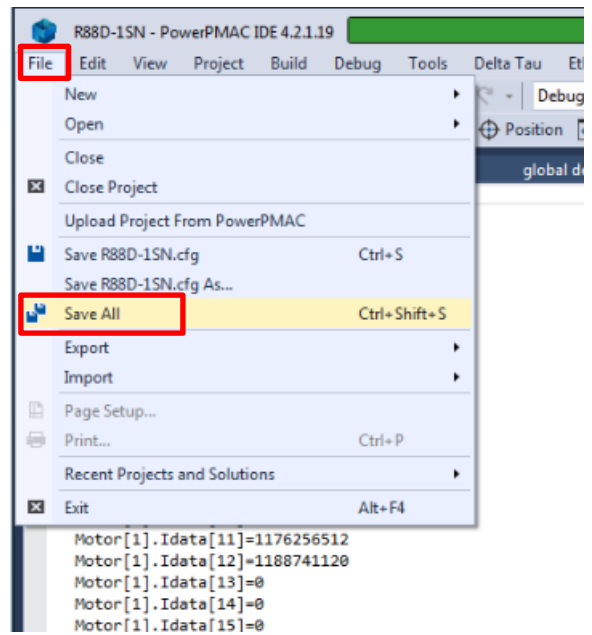 R88D-1SN - PowerPMAC IDE 4.2.1.19
File Edit View Project Build Debug Tools Delta Tau
New Debug
Open Position
Close
Close Project
Upload Project From PowerPMAC
Save R88D-1SN.cfg Ctrl+S
Save R88D-1SN.cfg As...
Save All Ctrl+Shift+S
Export
Import
Page Setup...
Print... Ctrl+P
Recent Projects and Solutions
Exit Alt+F4
Motor[1].Idata[11]=1176256512
Motor[1].Idata[12]=1188741120
Motor[1].Idata[13]=0
Motor[1].Idata[14]=0
Motor[1].Idata[15]=0